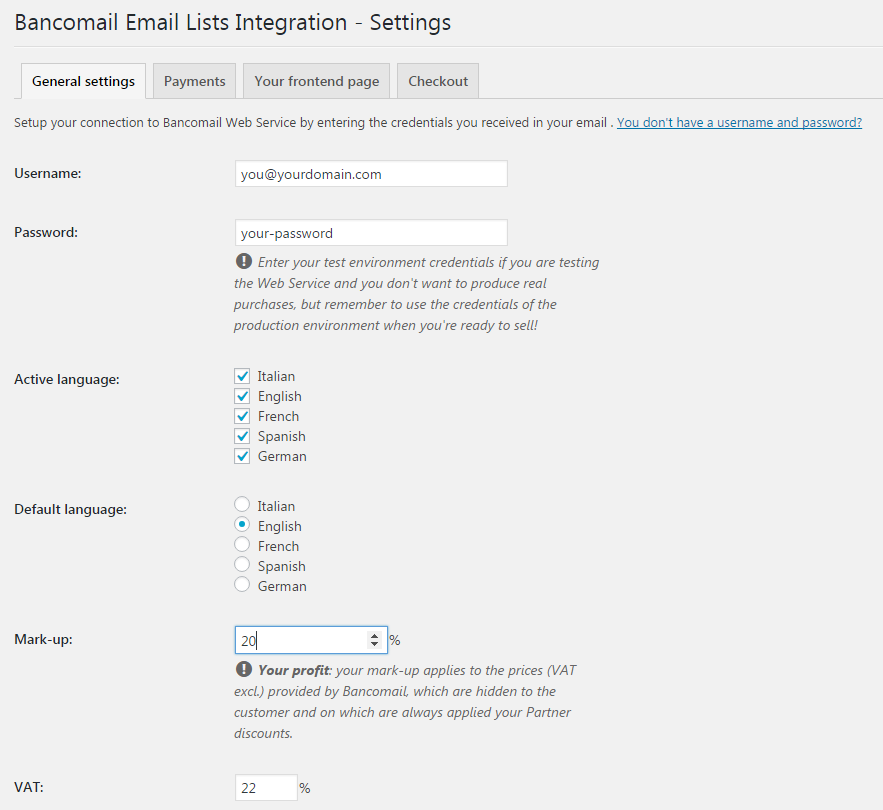 Bancomail Email Lists Integration - Settings
General settings Payments Your frontend page Checkout
Setup your connection to Bancomail Web Service by entering the credentials you received in your email . You don't have a username and password?
Username: you@yourdomain.com
Password: your-password
Enter your test environment credentials if you are testing
the Web Service and you don't want to produce real
purchases, but remember to use the credentials of the
production environment when you're ready to sell!
Active language: Italian
English
French
Spanish
German
Default language: Italian
English
French
Spanish
German
Mark-up: 20 %
Your profit: your mark-up applies to the prices (VAT
excl.) provided by Bancomail, which are hidden to the
customer and on which are always applied your Partner
discounts.
VAT: 22 %